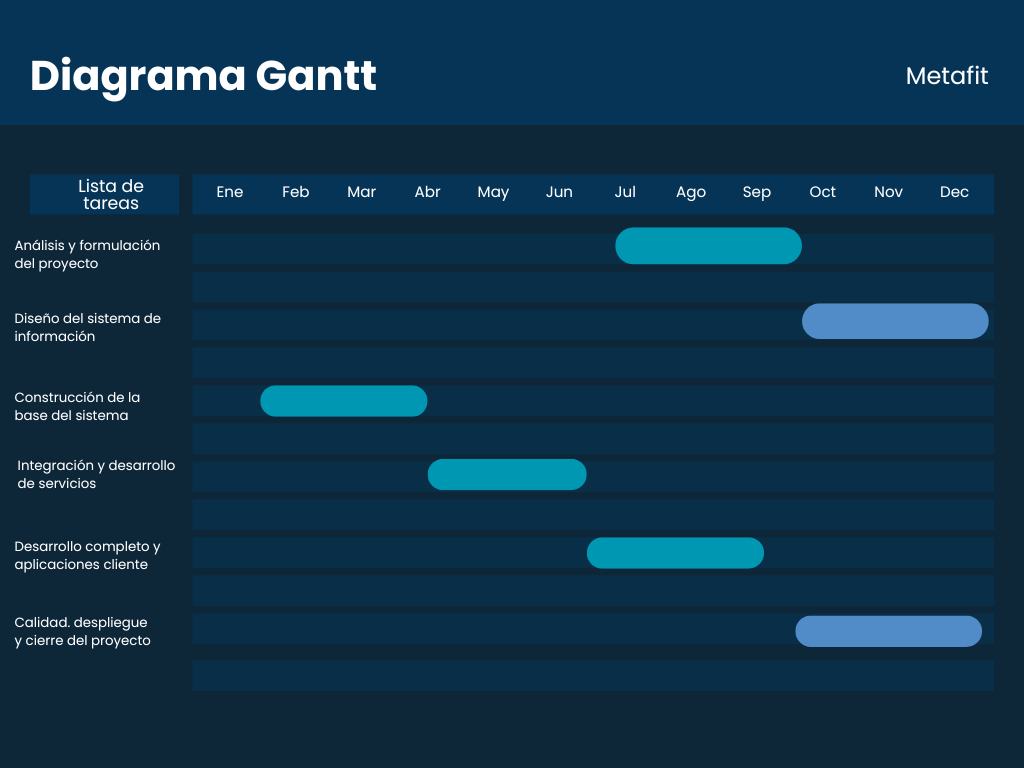 Diagrama Gantt
Metafit
Lista de
tareas
Ene Feb Mar Abr May Jun Jul Ago Sep Oct Nov Dec
Análisis y formulación
del proyecto
Diseño del sistema de
información
Construcción de la
base del sistema
Integración y desarrollo
de servicios
Desarrollo completo y
aplicaciones cliente
Calidad. despliegue
y cierre del proyecto